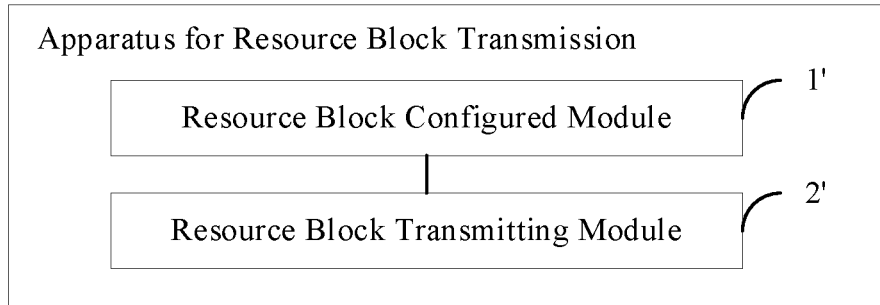 Apparatus for Resource Block Transmission
Resource Block Configured Module
1'
Resource Block Transmitting Module
2'